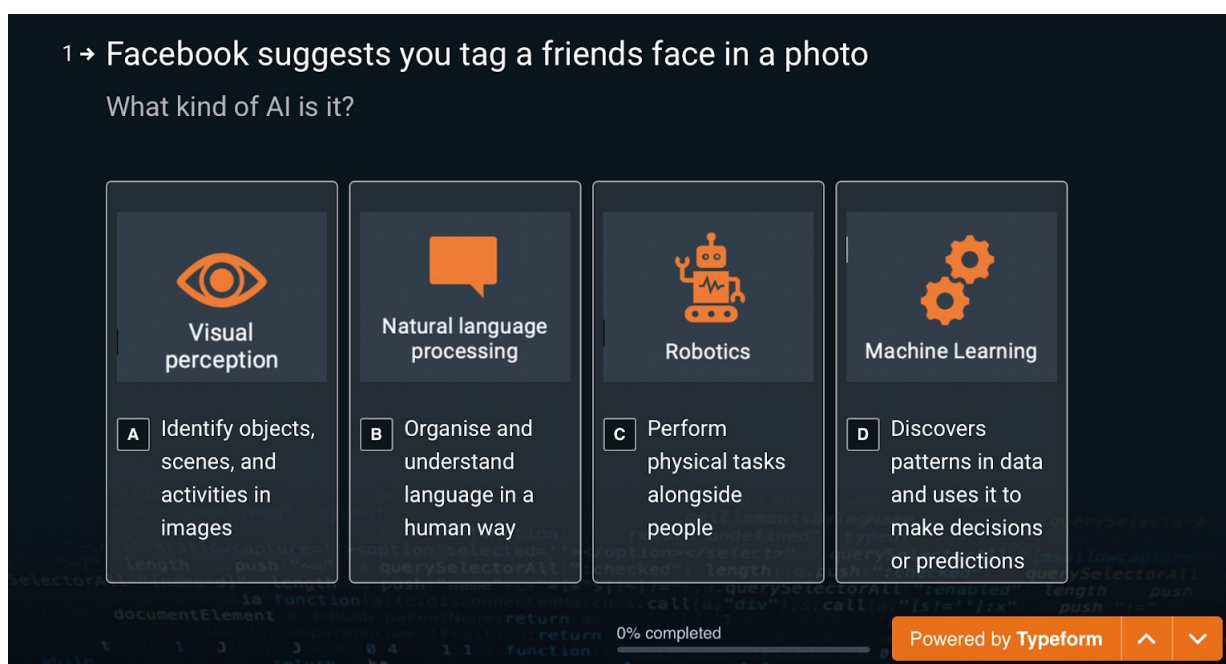 1→ Facebook suggests you tag a friends face in a photo
What kind of AI is it?
Visual
perception
A Identify objects,
scenes, and
activities in
images
Natural language
processing
B Organise and
understand
language in a
human way
Robotics
C Perform
physical tasks
alongside
people
Machine Learning
D Discovers
patterns in data
and uses it to
make decisions
or predictions
0% completed
Powered by Typeform